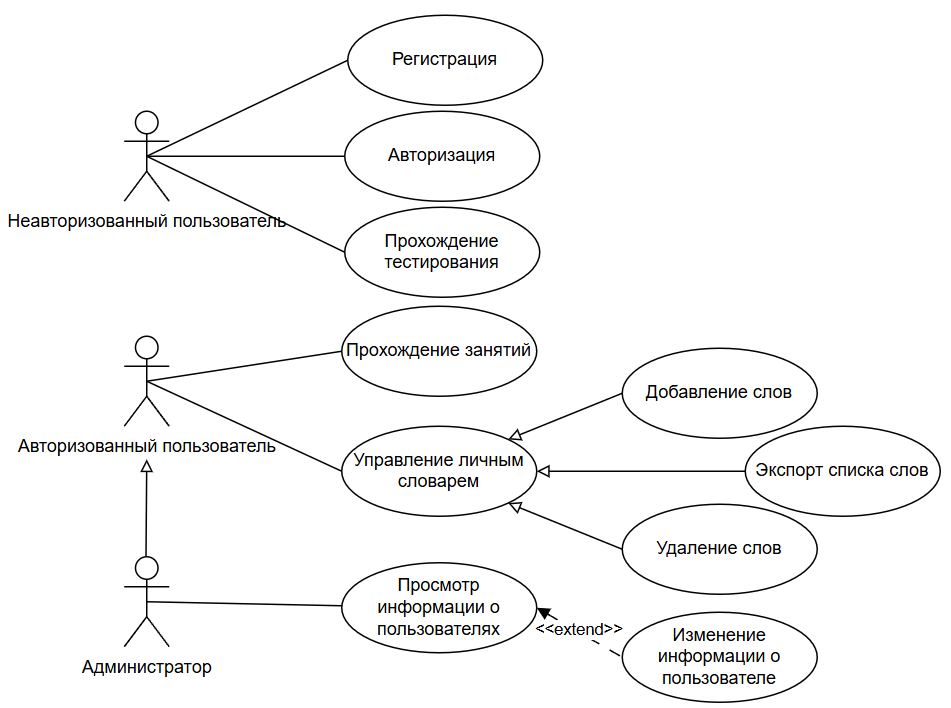 Регистрация
Авторизация
Неавторизованный пользователь
Прохождение
тестирования
Прохождение занятий
Добавление слов
Авторизованный пользователь
Управление личным
словарем
Экспорт списка слов
Удаление слов
Просмотр
информации о
пользователях
<<extend>>
Изменение
информации о
пользователе
Администратор